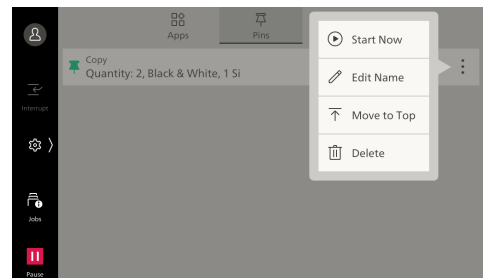 Apps
Pins
Copy
Quantity: 2, Black & White, 1 Si
Start Now
Edit Name
Move to Top
Delete
Interrupt
Jobs
Pause